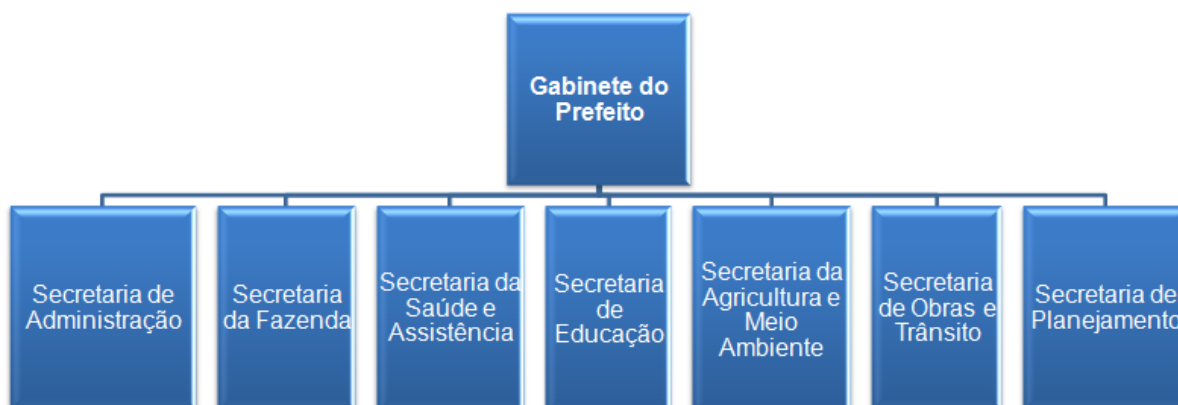 Gabinete do
Prefeito
Secretaria de
Administração
Secretaria
da Fazenda
Secretaria da
Saúde e
Assistência
Secretaria
de
Educação
Secretaria da
Agricultura e
Meio
Ambiente
Secretaria
de Obras e
Trânsito
Secretaria de
Planejamento